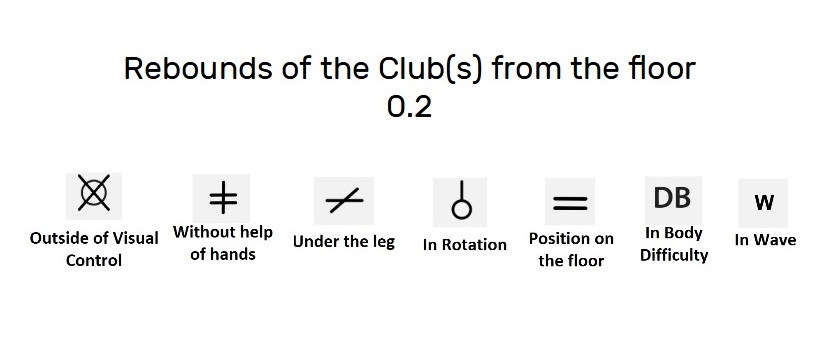 Rebounds of the Club(s) from the floor
0.2
DB
W
Outside of Visual
Control
Without help
of hands
Under the leg
In Rotation
Position on
the floor
In Body
Difficulty
In Wave